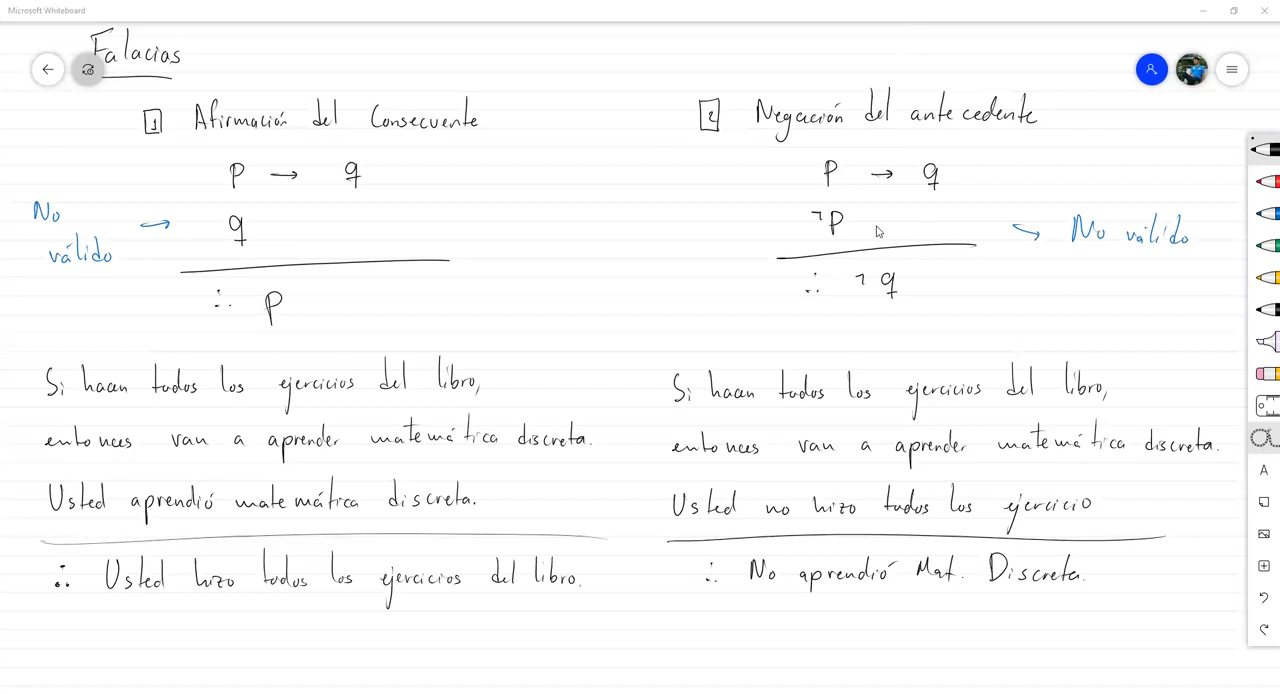 Microsoft Whiteboard
Falacias
1 Afirmación del Consecuente
p → q
No válido → q
∴ p
Si hacen todos los ejercicios del libro,
entonces van a aprender matemática discreta.
Usted aprendió matemática discreta.
∴ Usted hizo todos los ejercicios del libro.
2 Negación del antecedente
p → q
¬p → No válido
∴ ¬q
Si hacen todos los ejercicios del libro,
entonces van a aprender matemática discreta.
Usted no hizo todos los ejercicio
∴ No aprendió Mat. Discreta.
A